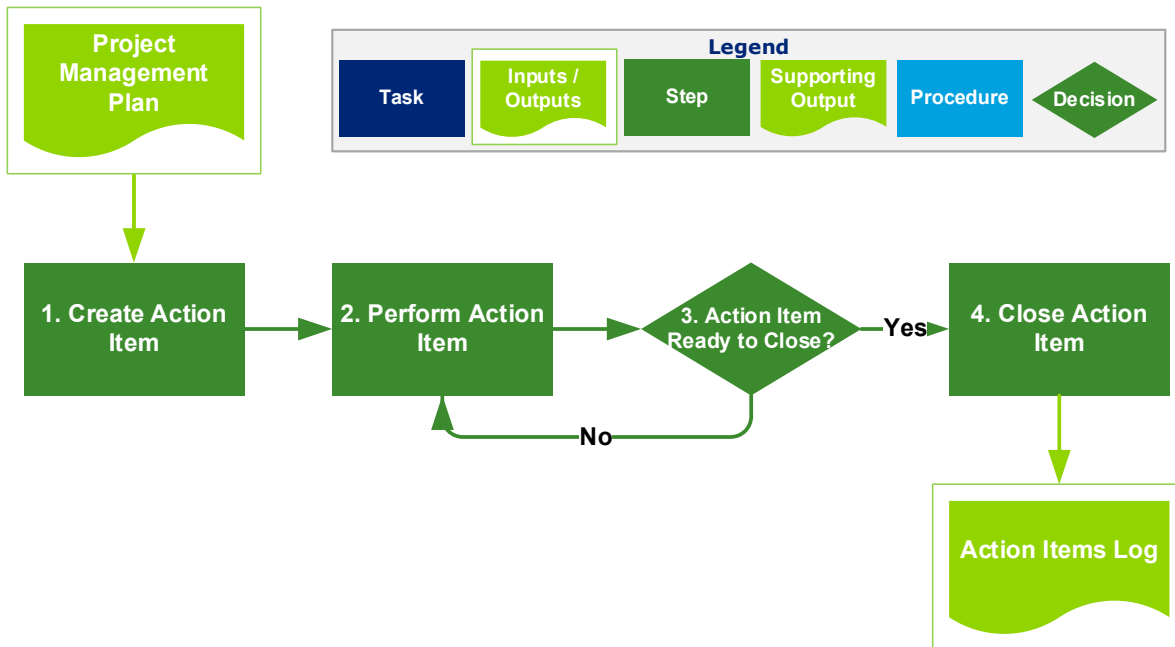 Project
Management
Plan
Legend
Task
Inputs /
Outputs
Step
Supporting
Output
Procedure
Decision
1. Create Action
Item
2. Perform Action
Item
3. Action Item
Ready to Close?
Yes
4. Close Action
Item
No
Action Items Log